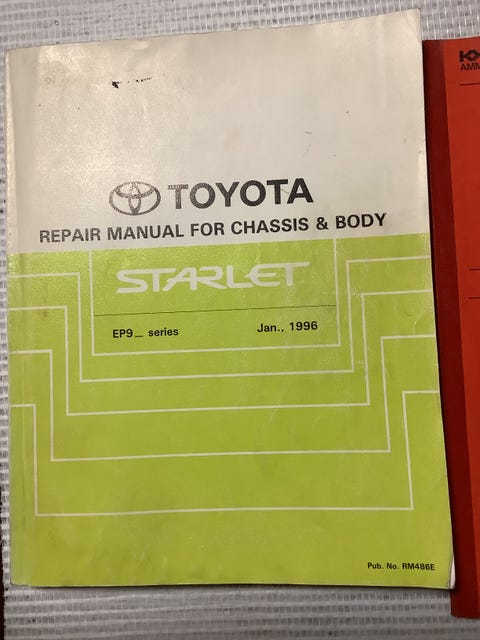 TOYOTA
REPAIR MANUAL FOR CHASSIS & BODY
STARLET
EP9_ series
Jan., 1996
Pub. No. RM486E